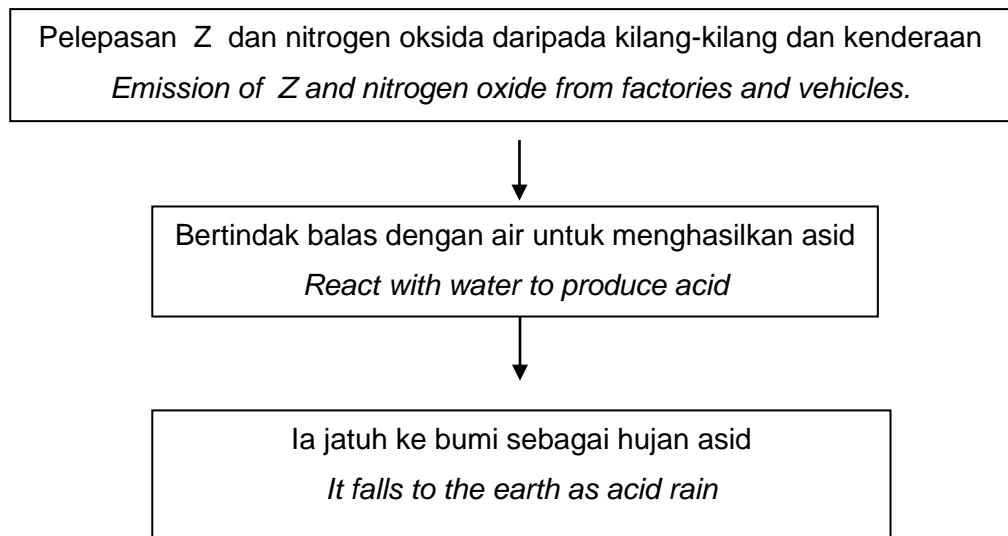 Pelepasan Z dan nitrogen oksida daripada kilang-kilang dan kenderaan
Emission of Z and nitrogen oxide from factories and vehicles.
Bertindak balas dengan air untuk menghasilkan asid
React with water to produce acid
Ia jatuh ke bumi sebagai hujan asid
It falls to the earth as acid rain